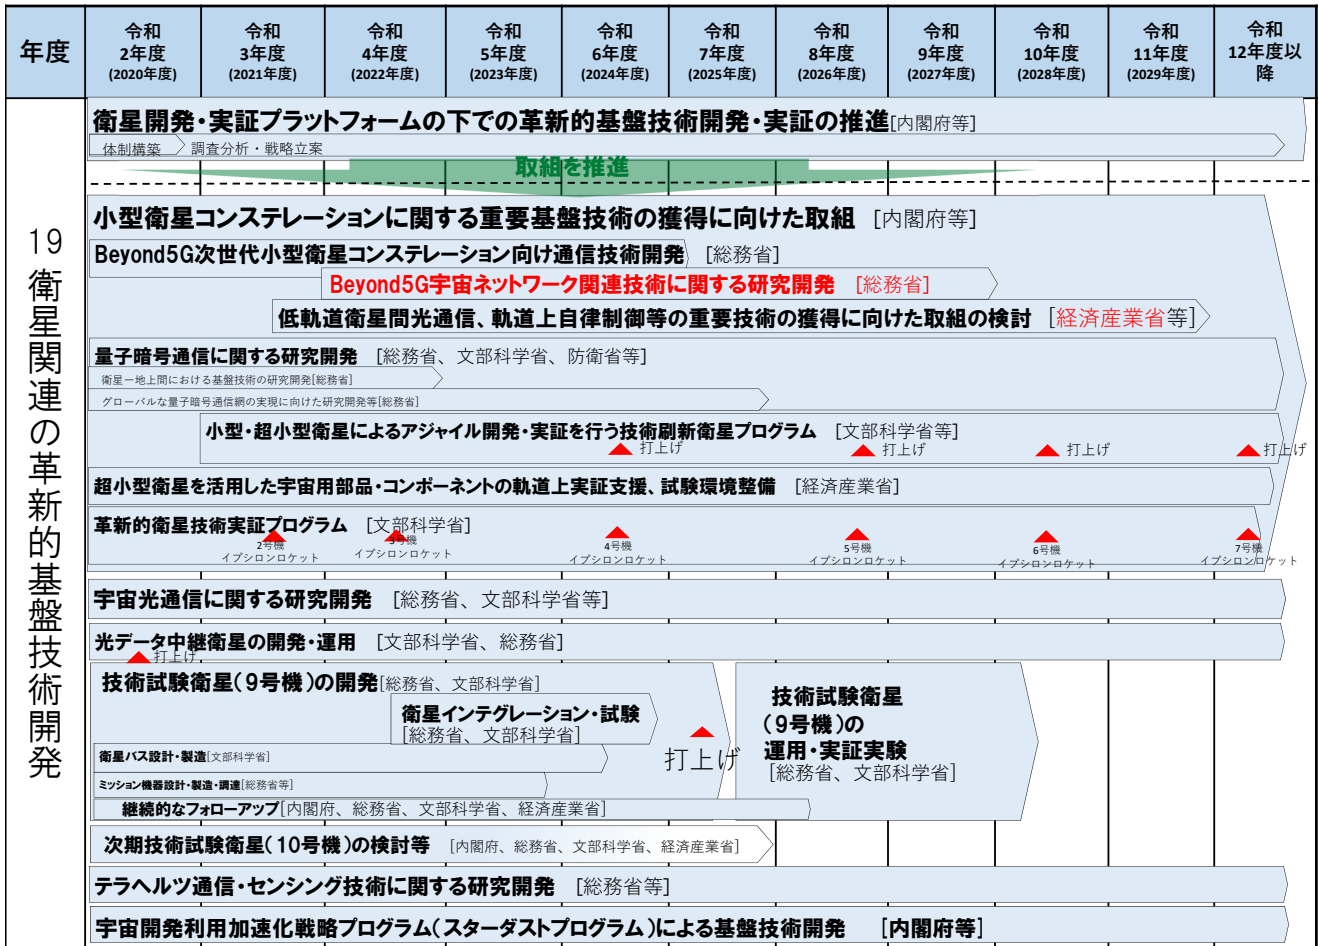 年度
令和
2年度
(2020年度)
令和
3年度
(2021年度)
令和
4年度
(2022年度)
令和
5年度
(2023年度)
令和
6年度
(2024年度)
令和
7年度
(2025年度)
令和
8年度
(2026年度)
令和
9年度
(2027年度)
令和
10年度
(2028年度)
令和
11年度
(2029年度)
令和
12年度以
降
19 衛星関連の革新的基盤技術開発
衛星開発・実証プラットフォームの下での革新的基盤技術開発・実証の推進[内閣府等]
体制構築
調査分析・戦略立案
取組を推進
小型衛星コンステレーションに関する重要基盤技術の獲得に向けた取組 [内閣府等]
Beyond5G次世代小型衛星コンステレーション向け通信技術開発 [総務省]
Beyond5G宇宙ネットワーク関連技術に関する研究開発 [総務省]
低軌道衛星間光通信、軌道上自律制御等の重要技術の獲得に向けた取組の検討 [経済産業省等]
量子暗号通信に関する研究開発 [総務省、文部科学省、防衛省等]
衛星ー地上間における基盤技術の研究開発[総務省]
グローバルな量子暗号通信網の実現に向けた研究開発等[総務省]
小型・超小型衛星によるアジャイル開発・実証を行う技術刷新衛星プログラム [文部科学省等]
打上げ
打上げ
打上げ
打上げ
超小型衛星を活用した宇宙用部品・コンポーネントの軌道上実証支援、試験環境整備 [経済産業省]
革新的衛星技術実証プログラム [文部科学省]
2号機
イプシロンロケット
3号機
イプシロンロケット
4号機
イプシロンロケット
5号機
イプシロンロケット
6号機
イプシロンロケット
7号機
イプシロンロケット
宇宙光通信に関する研究開発 [総務省、文部科学省等]
光データ中継衛星の開発・運用 [文部科学省、総務省]
打上げ
技術試験衛星(9号機)の開発[総務省、文部科学省]
衛星インテグレーション・試験
[総務省、文部科学省]
衛星バス設計・製造[文部科学省]
ミッション機器設計・製造・調達[総務省等]
継続的なフォローアップ[内閣府、総務省、文部科学省、経済産業省]
打上げ
技術試験衛星
(9号機)の
運用・実証実験
[総務省、文部科学省]
次期技術試験衛星(10号機)の検討等 [内閣府、総務省、文部科学省、経済産業省]
テラヘルツ通信・センシング技術に関する研究開発 [総務省等]
宇宙開発利用加速化戦略プログラム(スターダストプログラム)による基盤技術開発 [内閣府等]